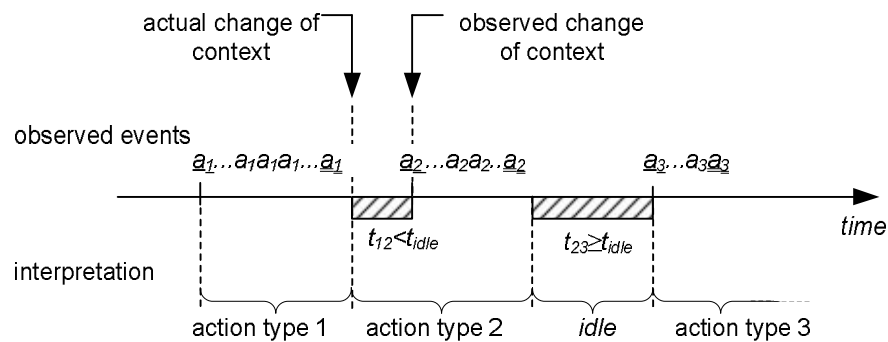 actual change of context
observed change of context
observed events
a1...a1a1a1...a1
a2...a2a2..a2
a3...a3a3
time
t12<tidle
t23≥tidle
interpretation
action type 1
action type 2
idle
action type 3